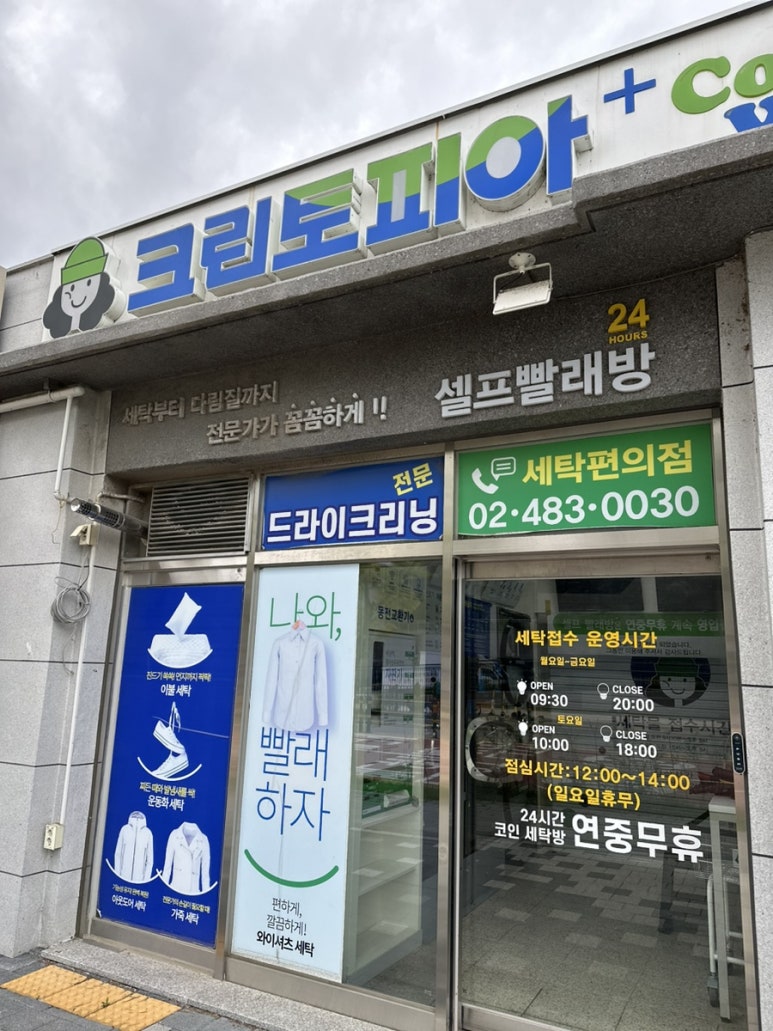 크린토피아 + Co
24
HOURS
세탁부터 다림질까지
전문가가 꼼꼼하게 !!
셀프빨래방
전문
드라이크리닝
세탁편의점
02·483·0030
이불 세탁
운동화 세탁
아웃도어 세탁
가죽 세탁
나와,
빨래
하자
편하게,
깔끔하게!
와이셔츠 세탁
동전교환기
세탁접수 운영시간
월요일~금요일
OPEN
09:30
CLOSE
20:00
토요일
OPEN
10:00
CLOSE
18:00
점심시간:12:00~14:00
(일요일휴무)
24시간
코인 세탁방 연중무휴